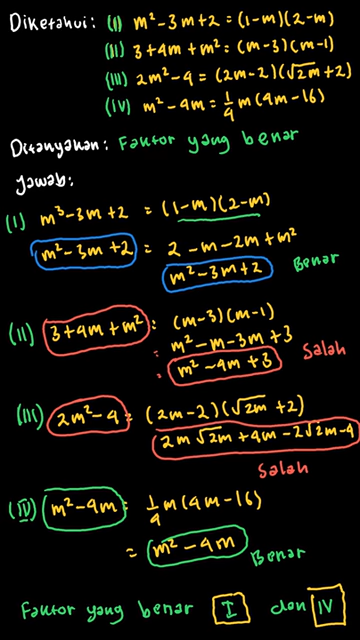 Diketahui: (I) m²-3m+2 = (1-m)(2-m)
(II) 3+4m+m² = (m-3)(m-1)
(III) 2m²-4 = (2m-2)(√2m+2)
(IV) m²-4m = 1/4 m(4m-16)
Ditanyakan: Faktor yang benar
Jawab:
(I) m³-3m+2 = (1-m)(2-m)
m²-3m+2 = 2-m-2m+m²
m²-3m+2 Benar
(II) 3+4m+m² : (m-3)(m-1)
= m²-m-3m+3
= m²-4m+3 Salah
(III) 2m²-4 = (2m-2)(√2m+2)
2m√2m+4m-2√2m-4
Salah
(IV) m²-4m = 1/4 m(4m-16)
= m²-4m Benar
Faktor yang benar I dan IV